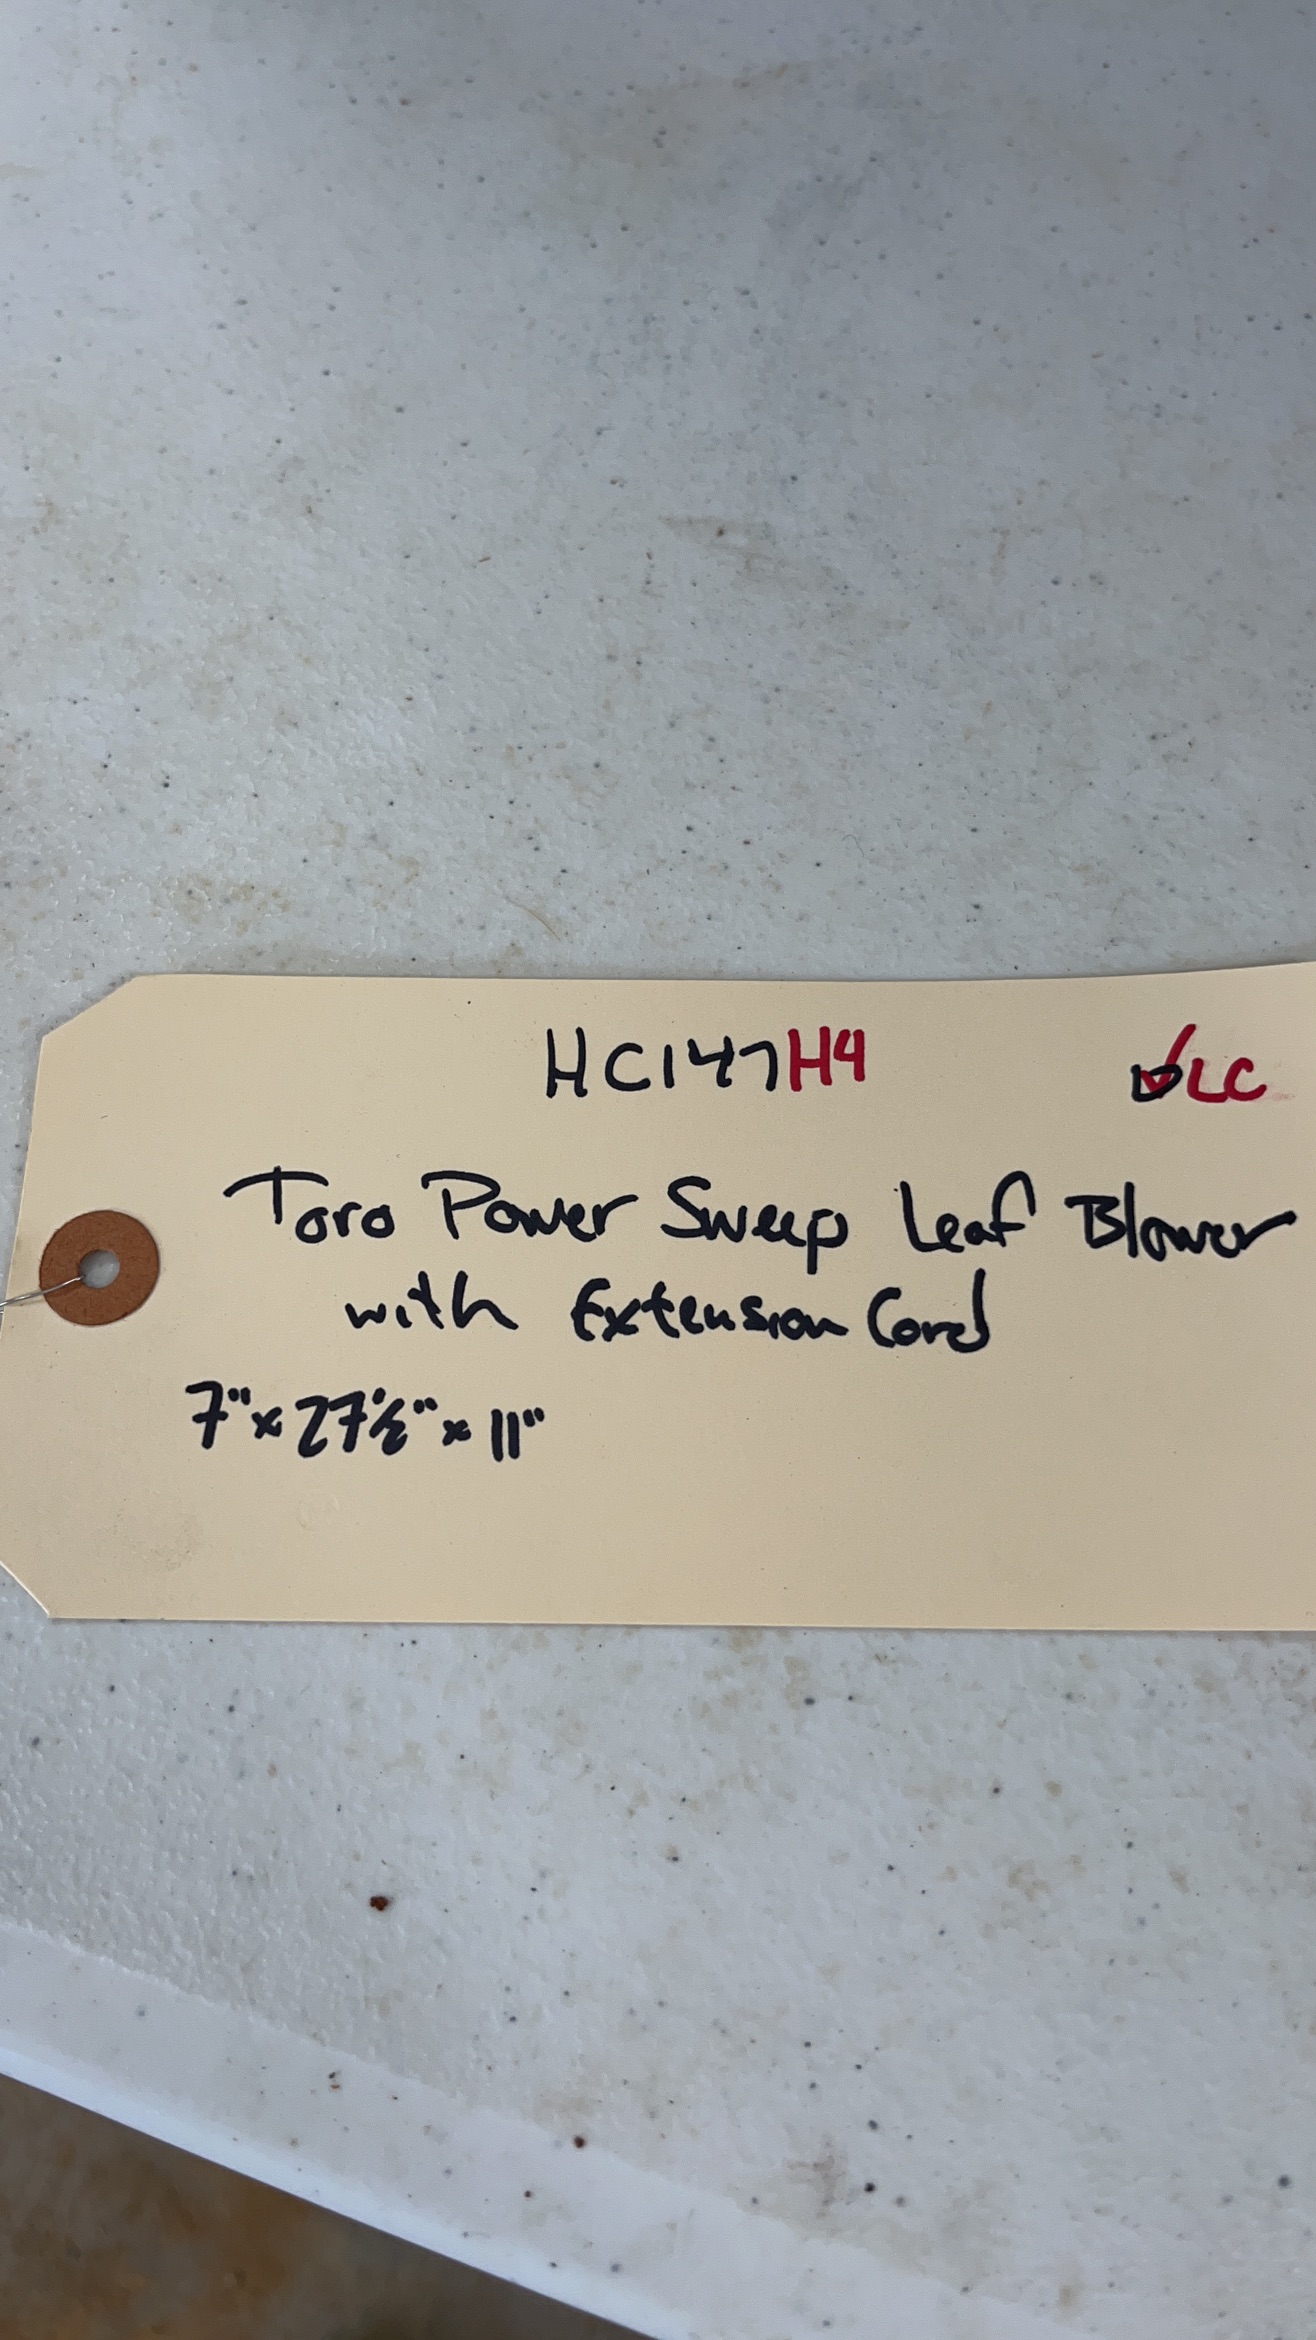 HC147H4 ✓LC
Toro Power Sweep Leaf Blower
with Extension Cord
7" x 27½" x 11"